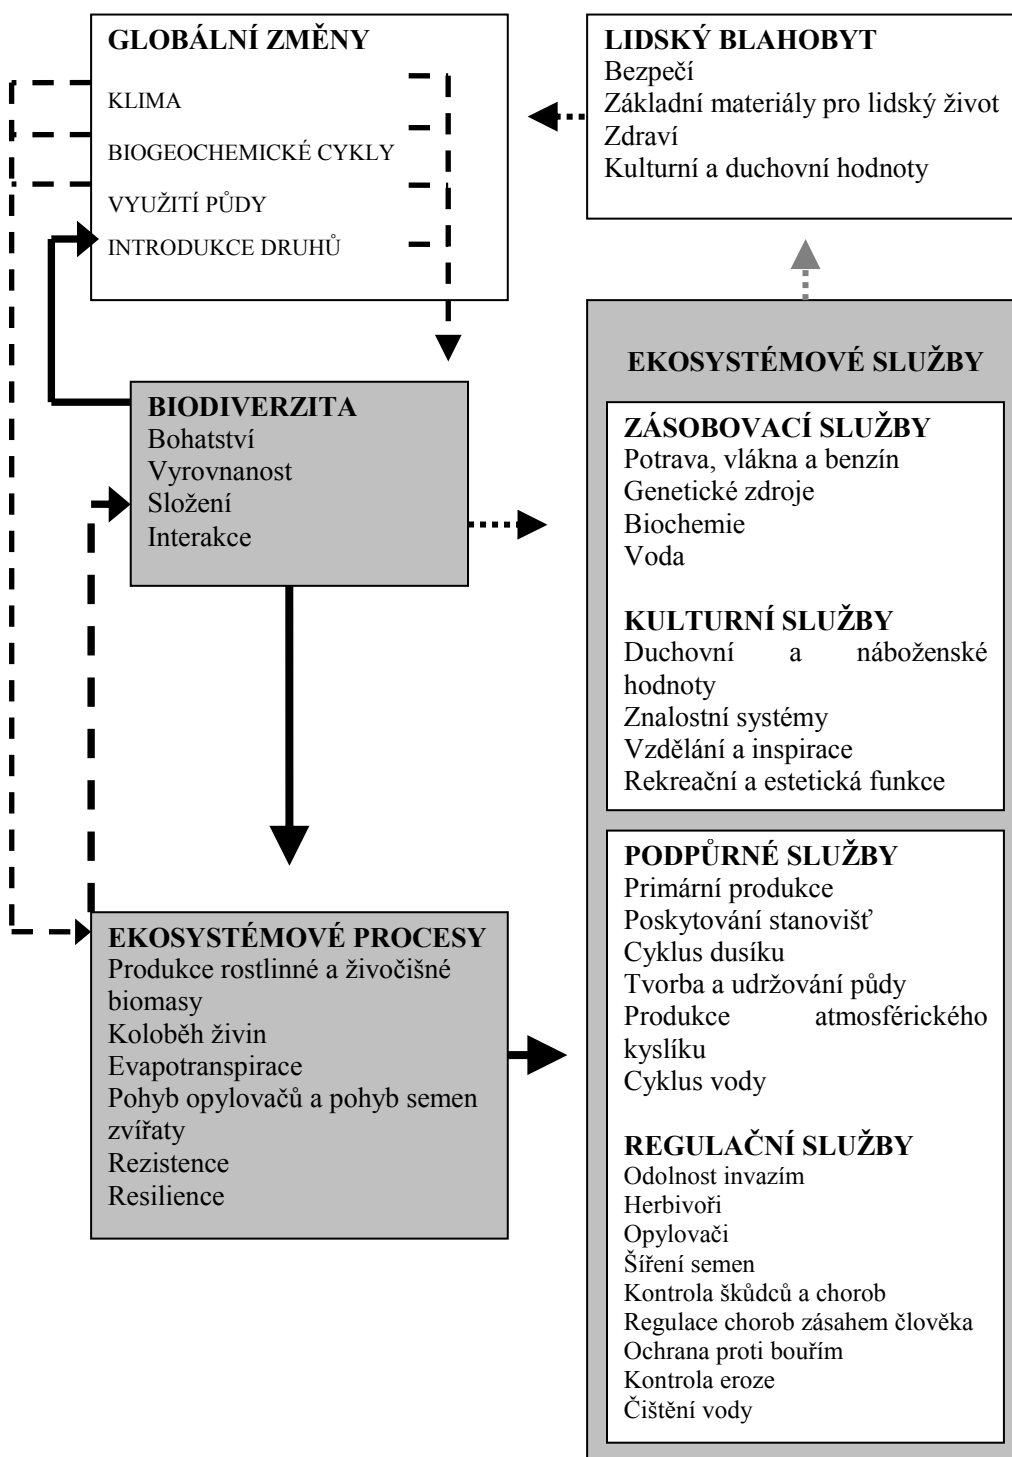 GLOBÁLNÍ ZMĚNY
KLIMA
BIOGEOCHEMICKÉ CYKLY
VYUŽITÍ PŮDY
INTRODUKCE DRUHŮ
LIDSKÝ BLAHOBYT
Bezpečí
Základní materiály pro lidský život
Zdraví
Kulturní a duchovní hodnoty
BIODIVERZITA
Bohatství
Vyrovnanost
Složení
Interakce
EKOSYSTÉMOVÉ PROCESY
Produkce rostlinné a živočišné
biomasy
Koloběh živin
Evapotranspirace
Pohyb opylovačů a pohyb semen
zvířaty
Rezistence
Resilience
EKOSYSTÉMOVÉ SLUŽBY
ZÁSOBOVACÍ SLUŽBY
Potrava, vlákna a benzín
Genetické zdroje
Biochemie
Voda
KULTURNÍ SLUŽBY
Duchovní a náboženské
hodnoty
Znalostní systémy
Vzdělání a inspirace
Rekreační a estetická funkce
PODPŮRNÉ SLUŽBY
Primární produkce
Poskytování stanovišť
Cyklus dusíku
Tvorba a udržování půdy
Produkce atmosférického
kyslíku
Cyklus vody
REGULAČNÍ SLUŽBY
Odolnost invazím
Herbivoři
Opylovači
Šíření semen
Kontrola škůdců a chorob
Regulace chorob zásahem člověka
Ochrana proti bouřím
Kontrola eroze
Čištění vody